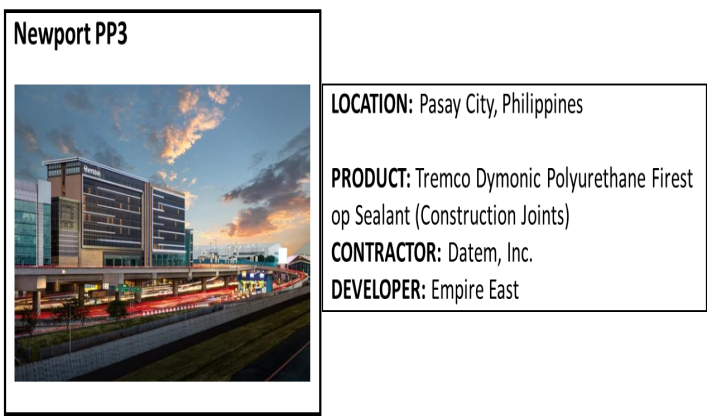 Newport PP3
Sheraton
LOCATION: Pasay City, Philippines
PRODUCT: Tremco Dymonic Polyurethane Firest
op Sealant (Construction Joints)
CONTRACTOR: Datem, Inc.
DEVELOPER: Empire East